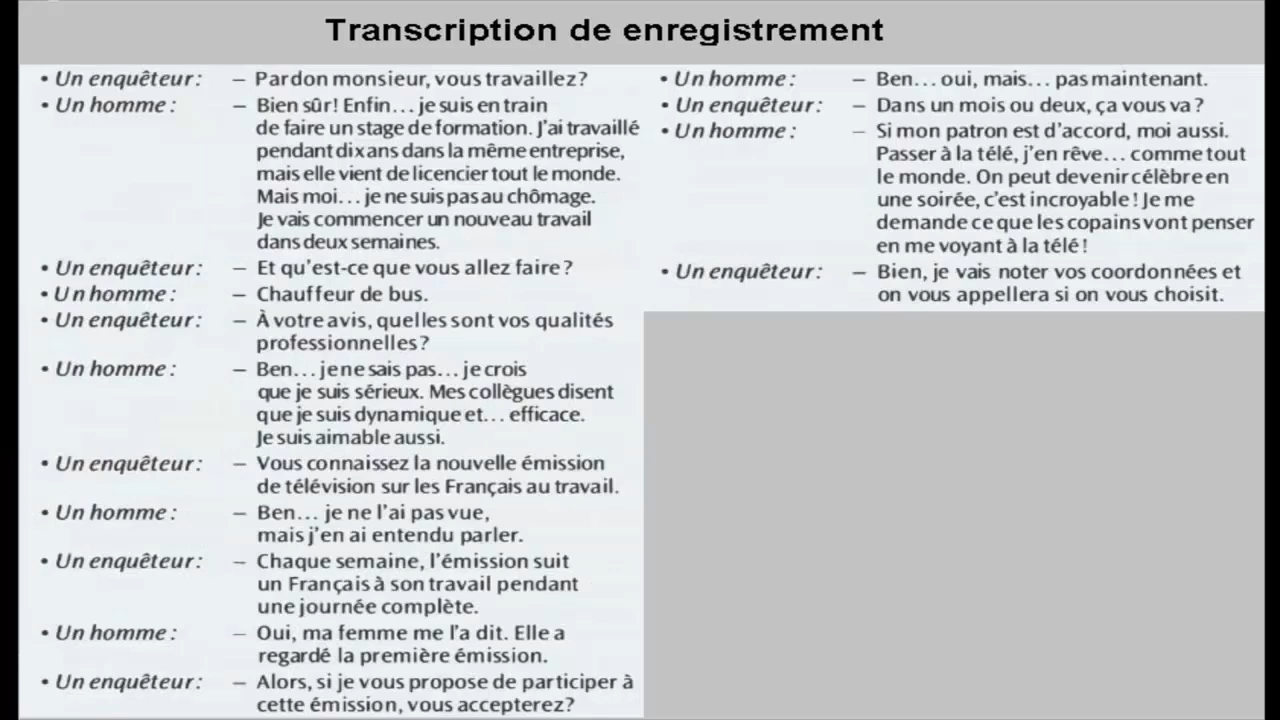 Transcription de enregistrement
• Un enquêteur : – Pardon monsieur, vous travaillez ?
• Un homme : – Bien sûr ! Enfin... je suis en train
de faire un stage de formation. J'ai travaillé
pendant dix ans dans la même entreprise,
mais elle vient de licencier tout le monde.
Mais moi... je ne suis pas au chômage.
Je vais commencer un nouveau travail
dans deux semaines.
• Un enquêteur : – Et qu'est-ce que vous allez faire ?
• Un homme : – Chauffeur de bus.
• Un enquêteur : – À votre avis, quelles sont vos qualités
professionnelles ?
• Un homme : – Ben... je ne sais pas... je crois
que je suis sérieux. Mes collègues disent
que je suis dynamique et... efficace.
Je suis aimable aussi.
• Un enquêteur : – Vous connaissez la nouvelle émission
de télévision sur les Français au travail.
• Un homme : – Ben... je ne l'ai pas vue,
mais j'en ai entendu parler.
• Un enquêteur : – Chaque semaine, l'émission suit
un Français à son travail pendant
une journée complète.
• Un homme : – Oui, ma femme me l'a dit. Elle a
regardé la première émission.
• Un enquêteur : – Alors, si je vous propose de participer à
cette émission, vous accepterez ?
• Un homme : – Ben... oui, mais... pas maintenant.
• Un enquêteur : – Dans un mois ou deux, ça vous va ?
• Un homme : – Si mon patron est d'accord, moi aussi.
Passer à la télé, j'en rêve... comme tout
le monde. On peut devenir célèbre en
une soirée, c'est incroyable ! Je me
demande ce que les copains vont penser
en me voyant à la télé !
• Un enquêteur : – Bien, je vais noter vos coordonnées et
on vous appellera si on vous choisit.